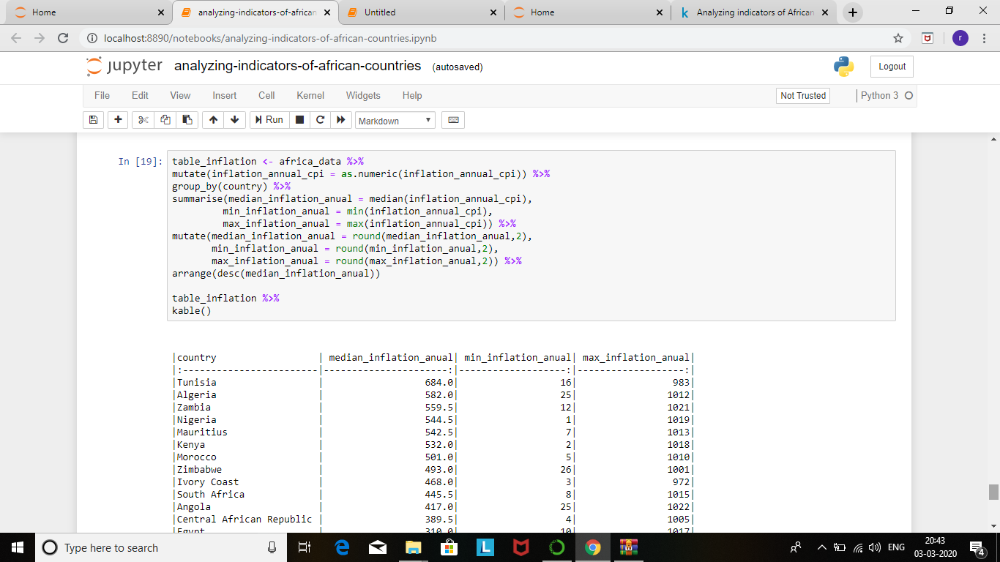 Home
analyzing-indicators-of-african
Untitled
Home
Analyzing indicators of African
localhost:8890/notebooks/analyzing-indicators-of-african-countries.ipynb
r
jupyter analyzing-indicators-of-african-countries (autosaved)
Logout
File Edit View Insert Cell Kernel Widgets Help
Not Trusted
Python 3
Run
Markdown
In [19]:
table_inflation <- africa_data %>%
mutate(inflation_annual_cpi = as.numeric(inflation_annual_cpi)) %>%
group_by(country) %>%
summarise(median_inflation_anual = median(inflation_annual_cpi),
min_inflation_anual = min(inflation_annual_cpi),
max_inflation_anual = max(inflation_annual_cpi)) %>%
mutate(median_inflation_anual = round(median_inflation_anual,2),
min_inflation_anual = round(min_inflation_anual,2),
max_inflation_anual = round(max_inflation_anual,2)) %>%
arrange(desc(median_inflation_anual))
table_inflation %>%
kable()
|country | median_inflation_anual| min_inflation_anual| max_inflation_anual|
|:------------------------|----------------------:|-------------------:|-------------------:|
|Tunisia | 684.0| 16| 983|
|Algeria | 582.0| 25| 1012|
|Zambia | 559.5| 12| 1021|
|Nigeria | 544.5| 1| 1019|
|Mauritius | 542.5| 7| 1013|
|Kenya | 532.0| 2| 1018|
|Morocco | 501.0| 5| 1010|
|Zimbabwe | 493.0| 26| 1001|
|Ivory Coast | 468.0| 3| 972|
|South Africa | 445.5| 8| 1015|
|Angola | 417.0| 25| 1022|
|Central African Republic | 389.5| 4| 1005|
|Egypt | 310.0| 10| 1017|
Type here to search
ENG
20:43
03-03-2020
4